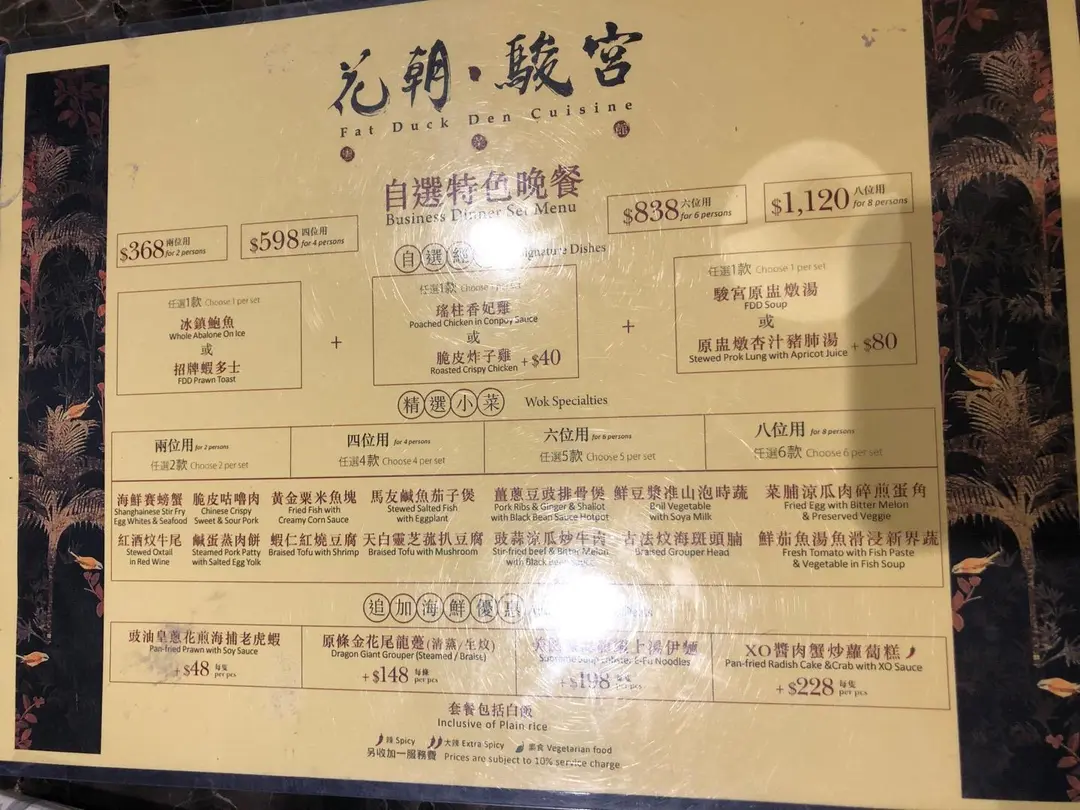 花朝·駿宮
Fat Duck Den Cuisine
自選特色晚餐
Business Dinner Set Menu
$368 兩位用 for 2 persons
$598 四位用 for 4 persons
$838 六位用 for 6 persons
$1,120 八位用 for 8 persons
自選 Dishes
任選1款 Choose 1 per set
冰鎮鮑魚
Whole Abalone On Ice
或
招牌蝦多士
FDD Prawn Toast
+
任選1款 Choose 1 per set
瑤柱香妃雞
Poached Chicken in Conpoy Sauce
或
脆皮炸子雞 + $40
Roasted Crispy Chicken
+
任選1款 Choose 1 per set
駿宮原盅燉湯
FDD Soup
或
原盅燉杏汁豬肺湯 + $80
Stewed Prok Lung with Apricot Juice
精選小菜 Wok Specialties
兩位用 for 2 persons
任選2款 Choose 2 per set
四位用 for 4 persons
任選4款 Choose 4 per set
六位用 for 6 persons
任選5款 Choose 5 per set
八位用 for 8 persons
任選6款 Choose 6 per set
海鮮賽螃蟹
Shanghainese Stir Fry
Egg Whites & Seafood
脆皮咕嚕肉
Chinese Crispy
Sweet & Sour Pork
黃金粟米魚塊
Fried Fish with
Creamy Corn Sauce
馬友鹹魚茄子煲
Stewed Salted Fish
with Eggplant
薑蔥豆豉排骨煲
Pork Ribs & Ginger & Shallot
with Black Bean Sauce Hotpot
鮮豆漿准山泡時蔬
Boil Vegetable
with Soya Milk
菜脯涼瓜肉碎煎蛋角
Fried Egg with Bitter Melon
& Preserved Veggie
紅酒炆牛尾
Stewed Oxtail
in Red Wine
鹹蛋蒸肉餅
Steamed Pork Patty
with Salted Egg Yolk
蝦仁紅燒豆腐
Braised Tofu with Shrimp
天白靈芝菰扒豆腐
Braised Tofu with Mushroom
豉蒜涼瓜炒牛肉
Stir-fried beef & Bitter Melon
with Black
古法炆海斑頭腩
Braised Grouper Head
鮮茄魚湯魚滑浸新界蔬
Fresh Tomato with Fish Paste
& Vegetable in Fish Soup
追加海鮮優惠
豉油皇蔥花煎海捕老虎蝦
Pan-fried Prawn with Soy Sauce
+ $48 每隻 per pcs
原條金花尾龍躉(清蒸/生炆)
Dragon Giant Grouper (Steamed / Braise)
+ $148 每條 per pcs
上湯伊麵
E-Fu Noodles
+ $198 每隻 per pcs
XO醬肉蟹炒蘿蔔糕
Pan-fried Radish Cake &Crab with XO Sauce
+ $228 每隻 per pcs
套餐包括白飯
Inclusive of Plain rice
辣 Spicy 大辣 Extra Spicy 素食 Vegetarian food
另收加一服務費 Prices are subject to 10% service charge